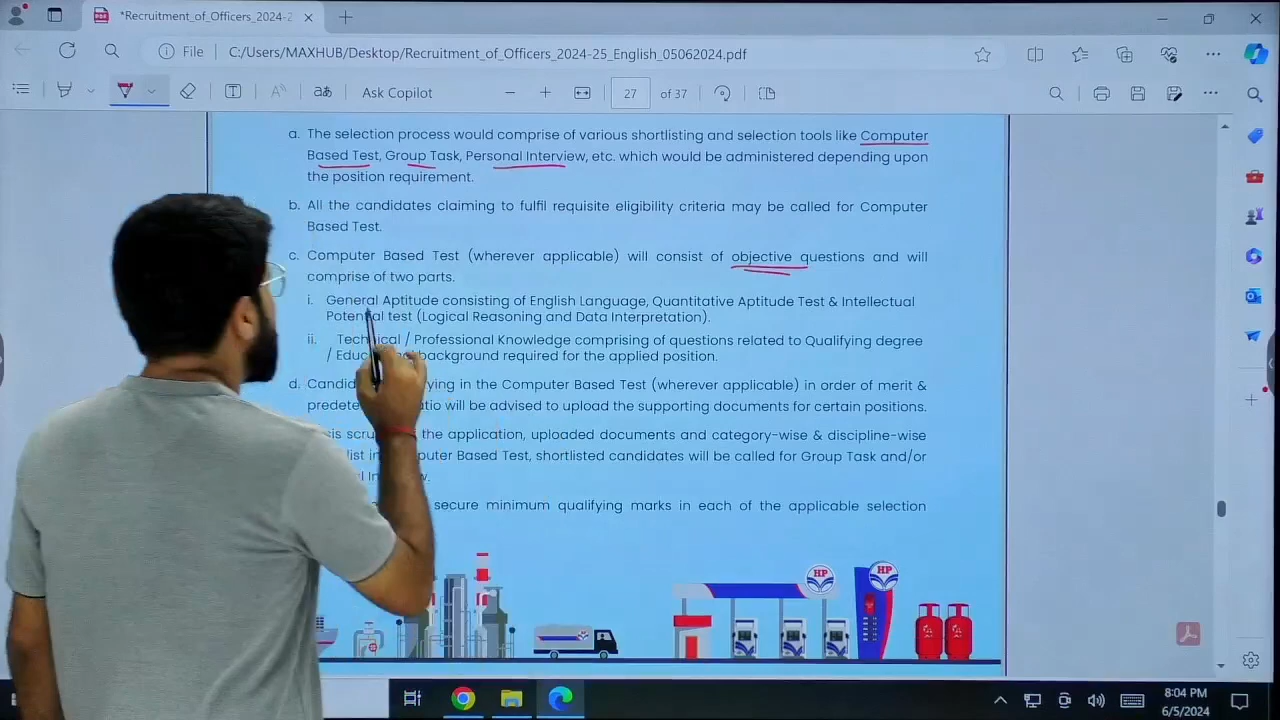 *Recruitment_of_Officers_2024-2
File
C:/Users/MAXHUB/Desktop/Recruitment_of_Officers_2024-25_English_05062024.pdf
Ask Copilot
27 of 37
a. The selection process would comprise of various shortlisting and selection tools like Computer
Based Test, Group Task, Personal Interview, etc. which would be administered depending upon
the position requirement.
b. All the candidates claiming to fulfil requisite eligibility criteria may be called for Computer
Based Test.
c. Computer Based Test (wherever applicable) will consist of objective questions and will
comprise of two parts.
i. General Aptitude consisting of English Language, Quantitative Aptitude Test & Intellectual
Potential test (Logical Reasoning and Data Interpretation).
ii. Technical / Professional Knowledge comprising of questions related to Qualifying degree
/ background required for the applied position.
d. in the Computer Based Test (wherever applicable) in order of merit &
will be advised to upload the supporting documents for certain positions.
the application, uploaded documents and category-wise & discipline-wise
Based Test, shortlisted candidates will be called for Group Task and/or
secure minimum qualifying marks in each of the applicable selection
HP
HP
8:04 PM
6/5/2024